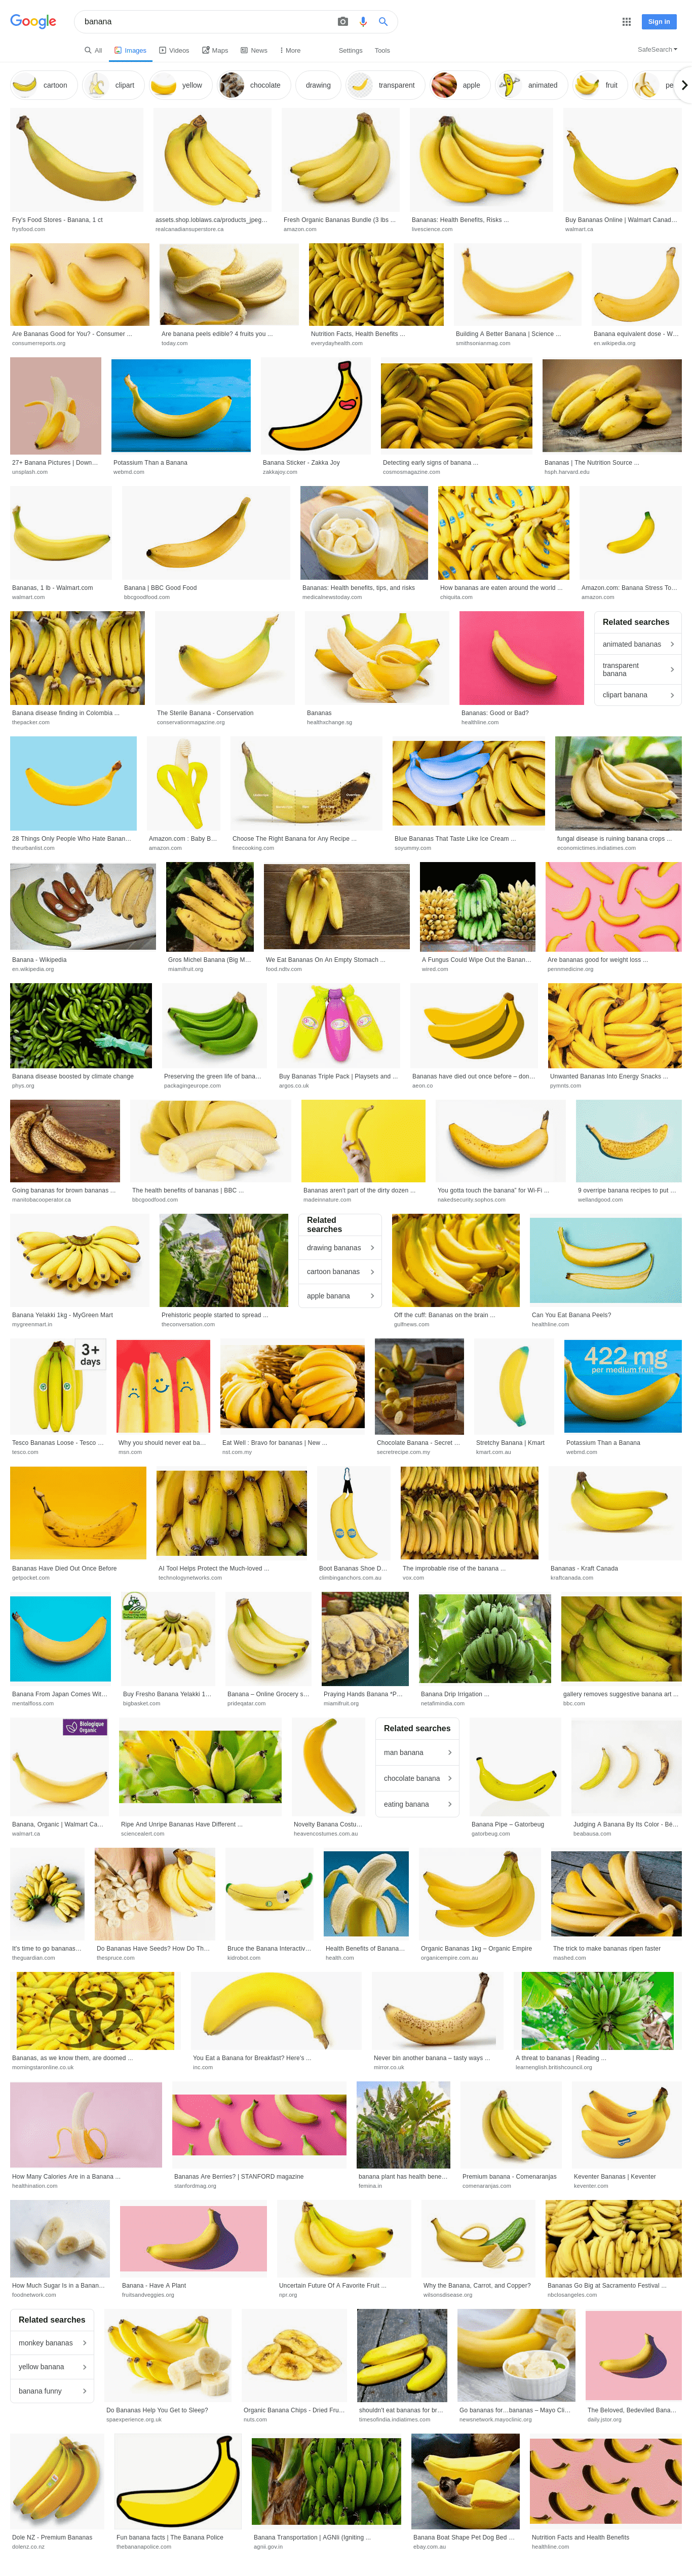 Google
banana
Sign in
All
Images
Videos
Maps
News
More
Settings
Tools
SafeSearch
cartoon
clipart
yellow
chocolate
drawing
transparent
apple
animated
fruit
Fry's Food Stores - Banana, 1 ct
frysfood.com
assets.shop.loblaws.ca/products_jpeg...
realcanadiansuperstore.ca
Fresh Organic Bananas Bundle (3 lbs ...
amazon.com
Bananas: Health Benefits, Risks ...
livescience.com
Buy Bananas Online | Walmart Canad...
walmart.ca
Are Bananas Good for You? - Consumer ...
consumerreports.org
Are banana peels edible? 4 fruits you ...
today.com
Nutrition Facts, Health Benefits ...
everydayhealth.com
Building A Better Banana | Science ...
smithsonianmag.com
Banana equivalent dose - W...
en.wikipedia.org
27+ Banana Pictures | Down...
unsplash.com
Potassium Than a Banana
webmd.com
Banana Sticker - Zakka Joy
zakkajoy.com
Detecting early signs of banana ...
cosmosmagazine.com
Bananas | The Nutrition Source ...
hsph.harvard.edu
Bananas, 1 lb - Walmart.com
walmart.com
Banana | BBC Good Food
bbcgoodfood.com
Bananas: Health benefits, tips, and risks
medicalnewstoday.com
How bananas are eaten around the world ...
chiquita.com
Amazon.com: Banana Stress To...
amazon.com
Banana disease finding in Colombia ...
thepacker.com
The Sterile Banana - Conservation
conservationmagazine.org
Bananas
healthxchange.sg
Bananas: Good or Bad?
healthline.com
Related searches
animated bananas
transparent banana
clipart banana
28 Things Only People Who Hate Banan...
theurbanlist.com
Amazon.com : Baby B...
amazon.com
Choose The Right Banana for Any Recipe ...
finecooking.com
Blue Bananas That Taste Like Ice Cream ...
soyummy.com
fungal disease is ruining banana crops ...
economictimes.indiatimes.com
Banana - Wikipedia
en.wikipedia.org
Gros Michel Banana (Big M...
miamifruit.org
We Eat Bananas On An Empty Stomach ...
food.ndtv.com
A Fungus Could Wipe Out the Banan...
wired.com
Are bananas good for weight loss ...
pennmedicine.org
Banana disease boosted by climate change
phys.org
Preserving the green life of bana...
packagingeurope.com
Buy Bananas Triple Pack | Playsets and ...
argos.co.uk
Bananas have died out once before – don...
aeon.co
Unwanted Bananas Into Energy Snacks ...
pymnts.com
Going bananas for brown bananas ...
manitobacooperator.ca
The health benefits of bananas | BBC ...
bbcgoodfood.com
Bananas aren't part of the dirty dozen ...
madeinnature.com
You gotta touch the banana" for Wi-Fi ...
nakedsecurity.sophos.com
9 overripe banana recipes to put ...
wellandgood.com
Banana Yelakki 1kg - MyGreen Mart
mygreenmart.in
Prehistoric people started to spread ...
theconversation.com
Related searches
drawing bananas
cartoon bananas
apple banana
Off the cuff: Bananas on the brain ...
gulfnews.com
Can You Eat Banana Peels?
healthline.com
3+ days
422 mg
per medium fruit
Tesco Bananas Loose - Tesco ...
tesco.com
Why you should never eat ba...
msn.com
Eat Well : Bravo for bananas | New ...
nst.com.my
Chocolate Banana - Secret ...
secretrecipe.com.my
Stretchy Banana | Kmart
kmart.com.au
Potassium Than a Banana
webmd.com
Bananas Have Died Out Once Before
getpocket.com
AI Tool Helps Protect the Much-loved ...
technologynetworks.com
Boot Bananas Shoe D...
climbinganchors.com.au
The improbable rise of the banana ...
vox.com
Bananas - Kraft Canada
kraftcanada.com
Banana From Japan Comes Wit...
mentalfloss.com
Buy Fresho Banana Yelakki 1...
bigbasket.com
Banana – Online Grocery s...
prideqatar.com
Praying Hands Banana *P...
miamifruit.org
Banana Drip Irrigation ...
netafimindia.com
gallery removes suggestive banana art ...
bbc.com
Biologique
Organic
Banana, Organic | Walmart Ca...
walmart.ca
Ripe And Unripe Bananas Have Different ...
sciencealert.com
Novelty Banana Costu...
heavencostumes.com.au
Related searches
man banana
chocolate banana
eating banana
Banana Pipe – Gatorbeug
gatorbeug.com
Judging A Banana By Its Color - Be...
beabausa.com
It's time to go bananas...
theguardian.com
Do Bananas Have Seeds? How Do Th...
thespruce.com
Bruce the Banana Interactiv...
kidrobot.com
Health Benefits of Banana...
health.com
Organic Bananas 1kg – Organic Empire
organicempire.com.au
The trick to make bananas ripen faster
mashed.com
Bananas, as we know them, are doomed ...
morningstaronline.co.uk
You Eat a Banana for Breakfast? Here's ...
inc.com
Never bin another banana – tasty ways ...
mirror.co.uk
A threat to bananas | Reading ...
learnenglish.britishcouncil.org
How Many Calories Are in a Banana ...
healthination.com
Bananas Are Berries? | STANFORD magazine
stanfordmag.org
banana plant has health bene...
femina.in
Premium banana - Comenaranjas
comenaranjas.com
Keventer Bananas | Keventer
keventer.com
How Much Sugar Is in a Banan...
foodnetwork.com
Banana - Have A Plant
fruitsandveggies.org
Uncertain Future Of A Favorite Fruit ...
npr.org
Why the Banana, Carrot, and Copper?
wilsonsdisease.org
Bananas Go Big at Sacramento Festival ...
nbclosangeles.com
Related searches
monkey bananas
yellow banana
banana funny
Do Bananas Help You Get to Sleep?
spaexperience.org.uk
Organic Banana Chips - Dried Fru...
nuts.com
shouldn't eat bananas for br...
timesofindia.indiatimes.com
Go bananas for...bananas – Mayo Cli...
newsnetwork.mayoclinic.org
The Beloved, Bedeviled Bana...
daily.jstor.org
Dole NZ - Premium Bananas
dolenz.co.nz
Fun banana facts | The Banana Police
thebananapolice.com
Banana Transportation | AGNIi (Igniting ...
agnii.gov.in
Banana Boat Shape Pet Dog Bed ...
ebay.com.au
Nutrition Facts and Health Benefits
healthline.com